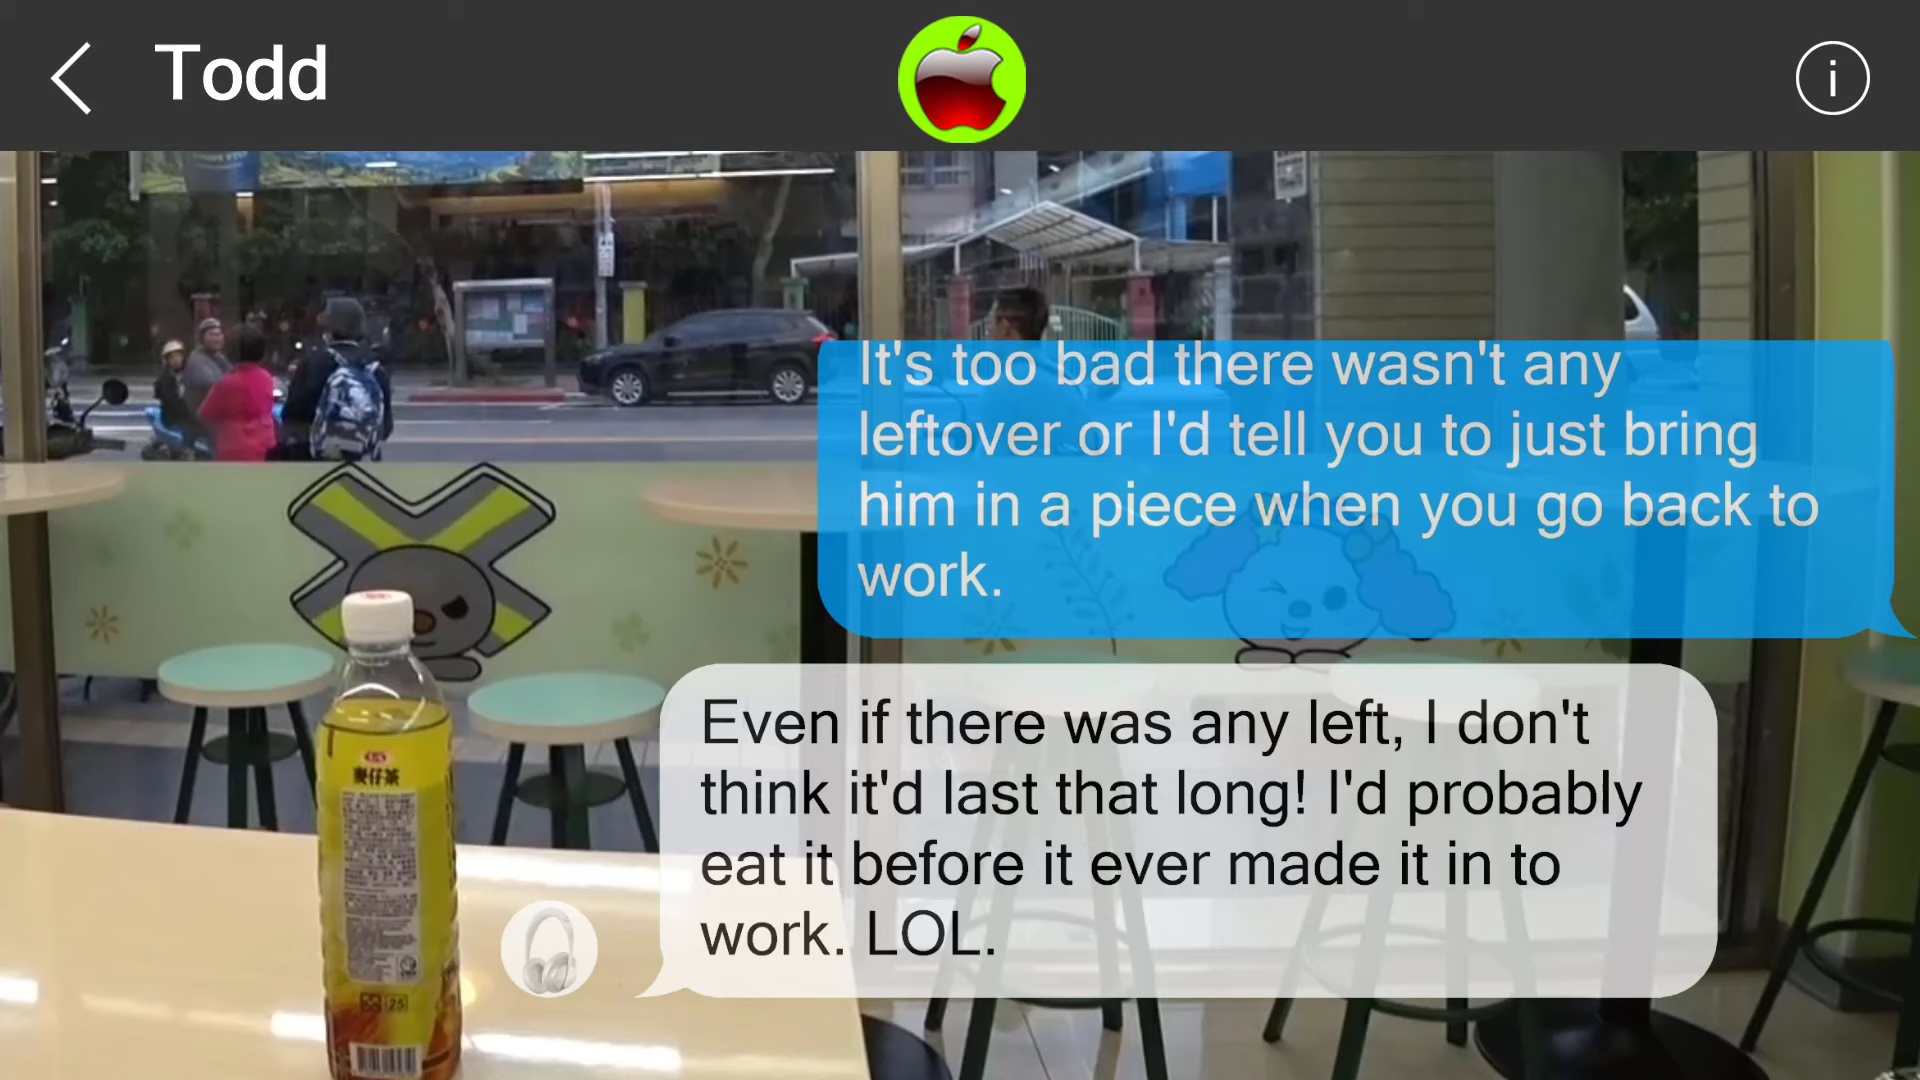 Todd
i
It's too bad there wasn't any
leftover or I'd tell you to just bring
him in a piece when you go back to
work.
Even if there was any left, I don't
think it'd last that long! I'd probably
eat it before it ever made it in to
work. LOL.
麥仔茶
25